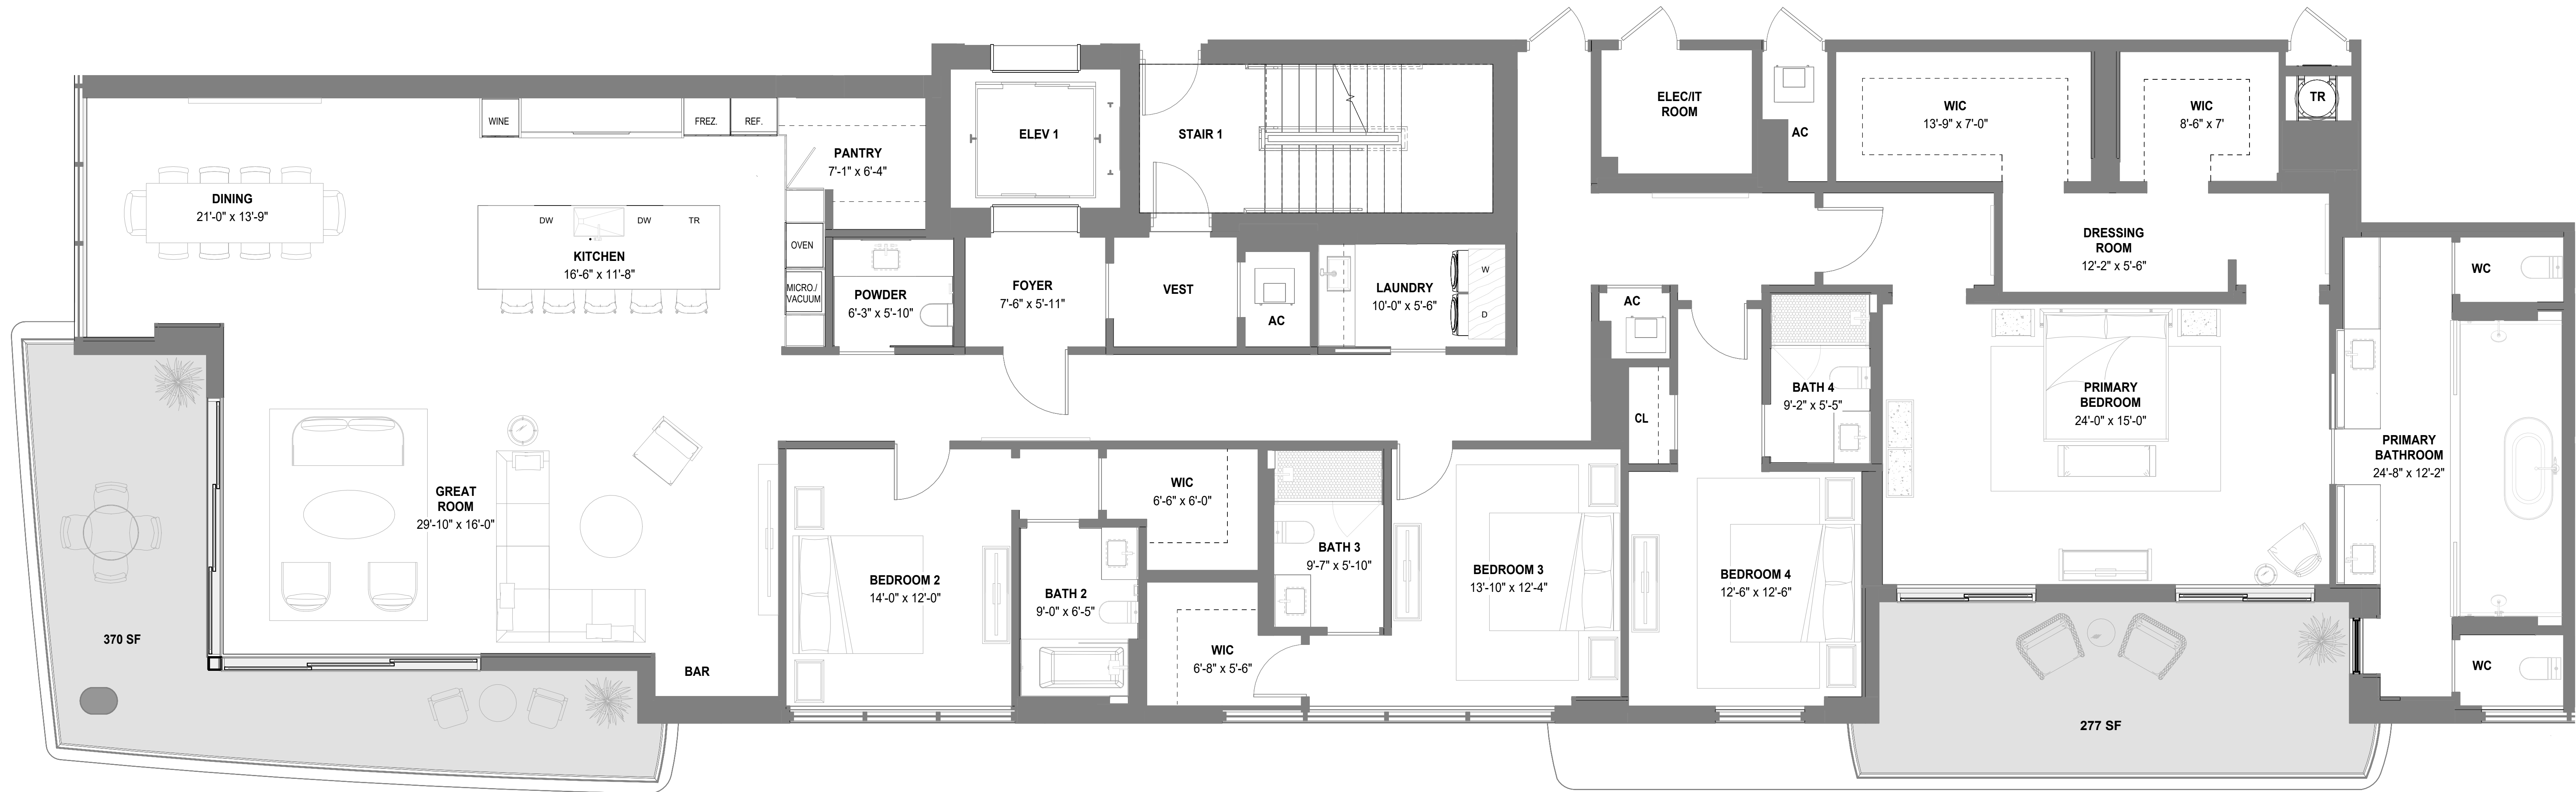 DINING
21'-0" x 13'-9"
WINE
FREZ.
REF.
DW
DW
TR
KITCHEN
16'-6" x 11'-8"
PANTRY
7'-1" x 6'-4"
OVEN
MICRO./
VACUUM
POWDER
6'-3" x 5'-10"
ELEV 1
STAIR 1
FOYER
7'-6" x 5'-11"
VEST
AC
LAUNDRY
10'-0" x 5'-6"
W
D
ELEC/IT
ROOM
AC
WIC
13'-9" x 7'-0"
WIC
8'-6" x 7'
TR
DRESSING
ROOM
12'-2" x 5'-6"
WC
AC
CL
BATH 4
9'-2" x 5'-5"
PRIMARY
BEDROOM
24'-0" x 15'-0"
PRIMARY
BATHROOM
24'-8" x 12'-2"
GREAT
ROOM
29'-10" x 16'-0"
370 SF
BAR
BEDROOM 2
14'-0" x 12'-0"
WIC
6'-6" x 6'-0"
BATH 2
9'-0" x 6'-5"
WIC
6'-8" x 5'-6"
BATH 3
9'-7" x 5'-10"
BEDROOM 3
13'-10" x 12'-4"
BEDROOM 4
12'-6" x 12'-6"
277 SF
WC